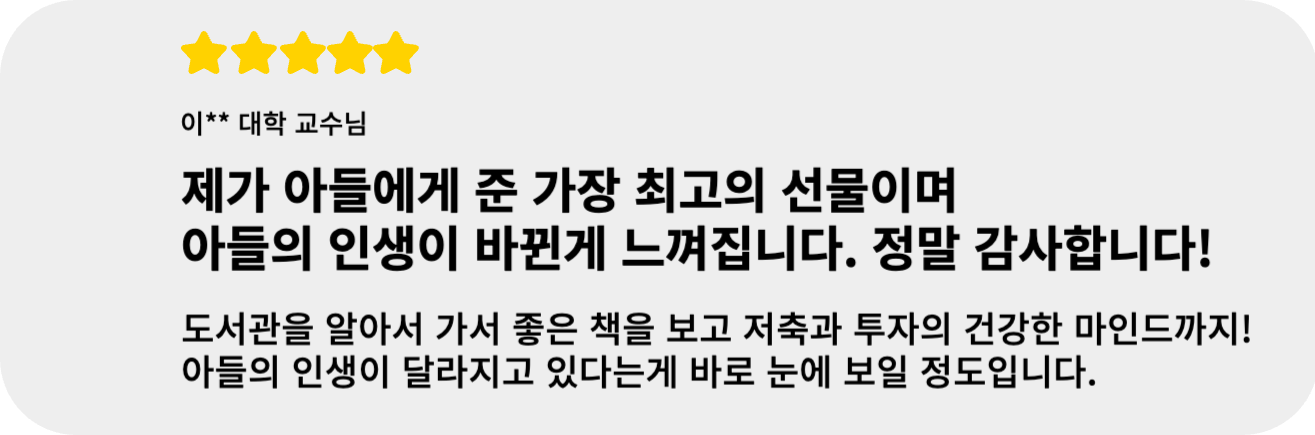 이** 대학 교수님
제가 아들에게 준 가장 최고의 선물이며
아들의 인생이 바뀐게 느껴집니다. 정말 감사합니다!
도서관을 알아서 가서 좋은 책을 보고 저축과 투자의 건강한 마인드까지!
아들의 인생이 달라지고 있다는게 바로 눈에 보일 정도입니다.